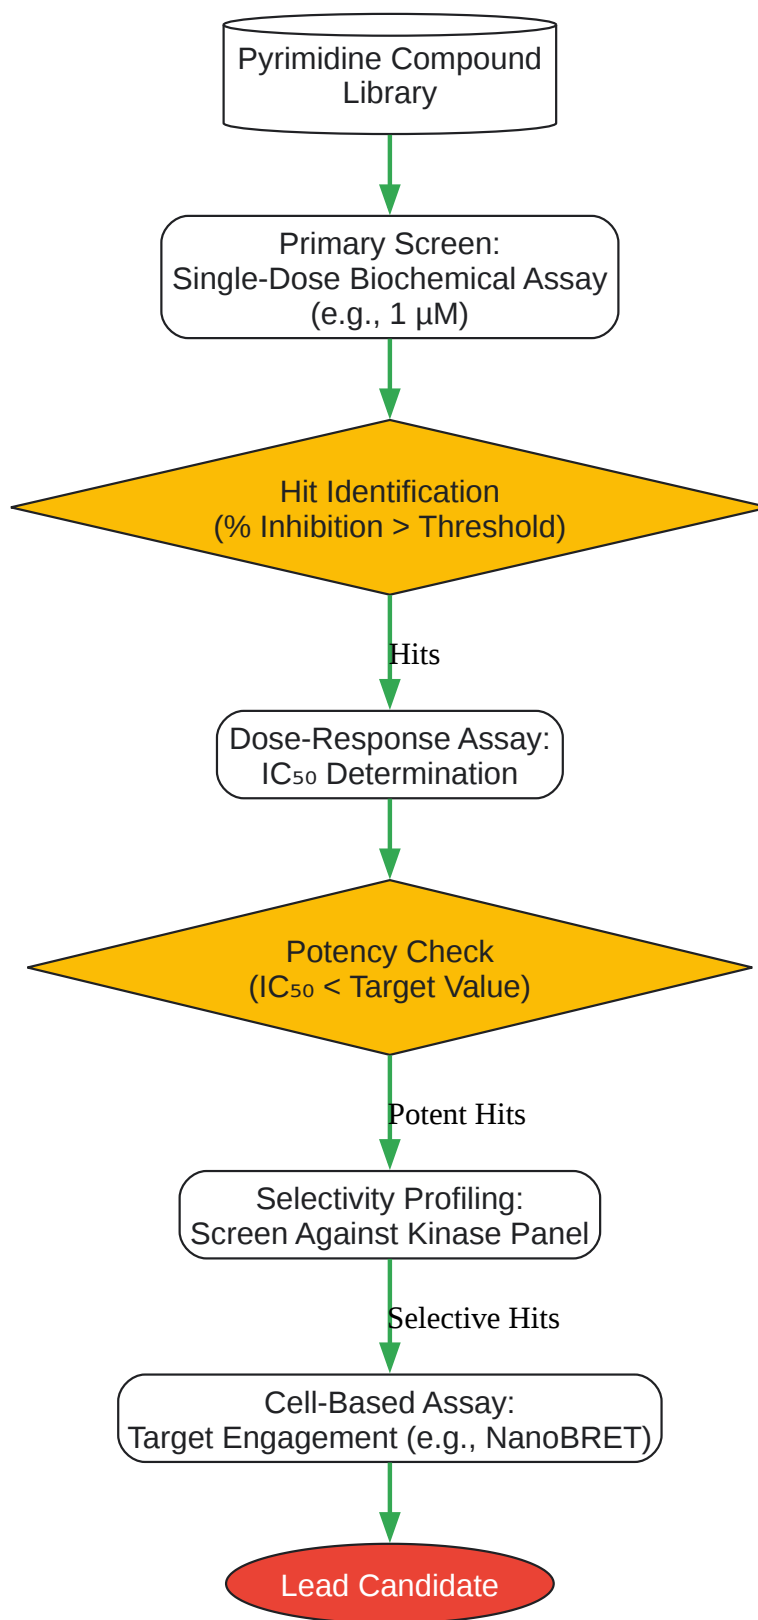 Pyrimidine Compound
Library
Primary Screen:
Single-Dose Biochemical Assay
(e.g., 1 µM)
Hit Identification
(% Inhibition > Threshold)
Hits
Dose-Response Assay:
IC₅₀ Determination
Potency Check
(IC₅₀ < Target Value)
Potent Hits
Selectivity Profiling:
Screen Against Kinase Panel
Selective Hits
Cell-Based Assay:
Target Engagement (e.g., NanoBRET)
Lead Candidate